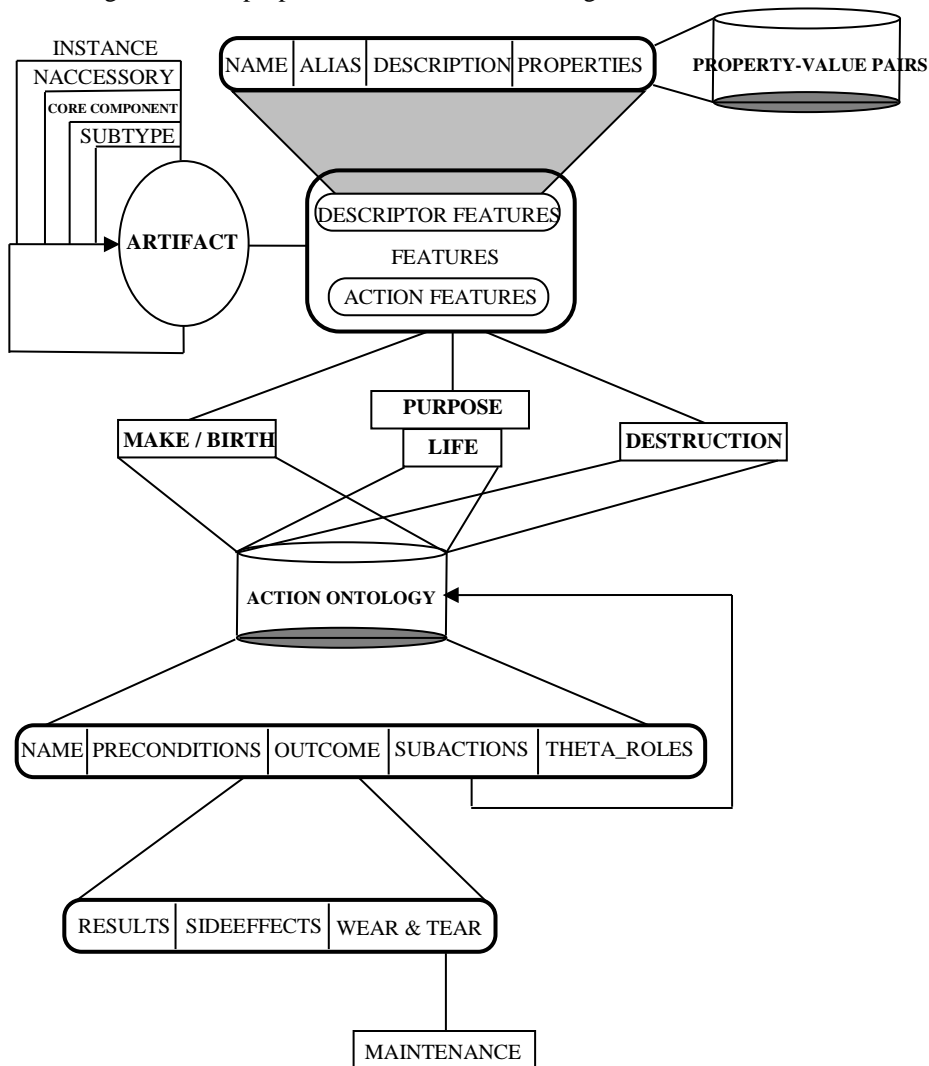 INSTANCE
NACCESSORY
CORE COMPONENT
SUBTYPE
ARTIFACT
NAME ALIAS DESCRIPTION PROPERTIES
PROPERTY-VALUE PAIRS
DESCRIPTOR FEATURES
FEATURES
ACTION FEATURES
MAKE / BIRTH
PURPOSE
LIFE
DESTRUCTION
ACTION ONTOLOGY
NAME PRECONDITIONS OUTCOME SUBACTIONS THETA_ROLES
RESULTS SIDEEFFECTS WEAR & TEAR
MAINTENANCE